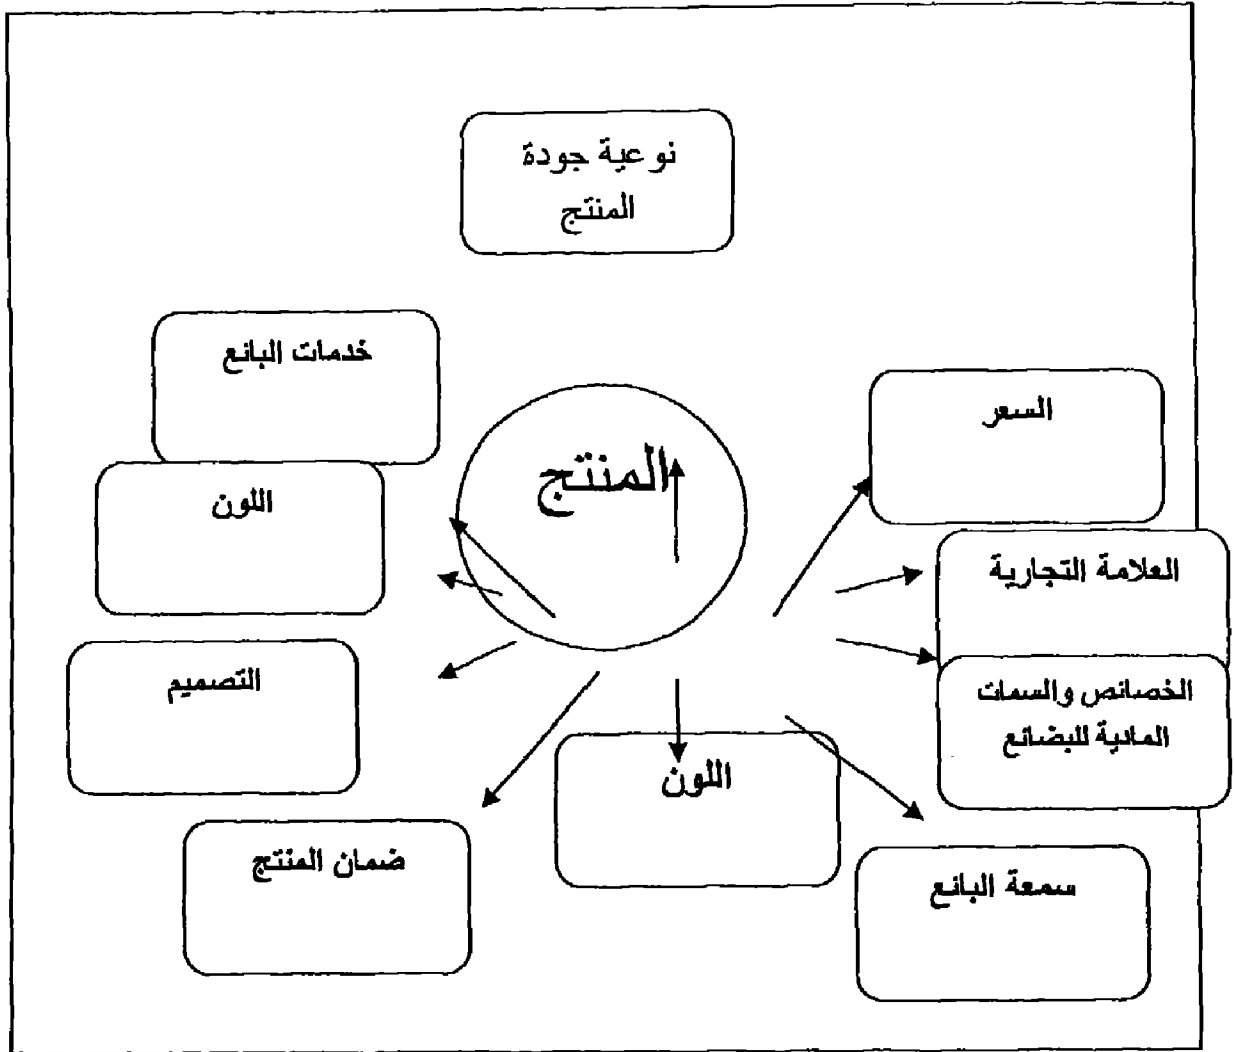 نوعية جودة
المنتج
خدمات البائع
السعر
المنتج
اللون
العلامة التجارية
التصميم
الخصائص والسمات
المادية للبضائع
اللون
ضمان المنتج
سمعة البائع